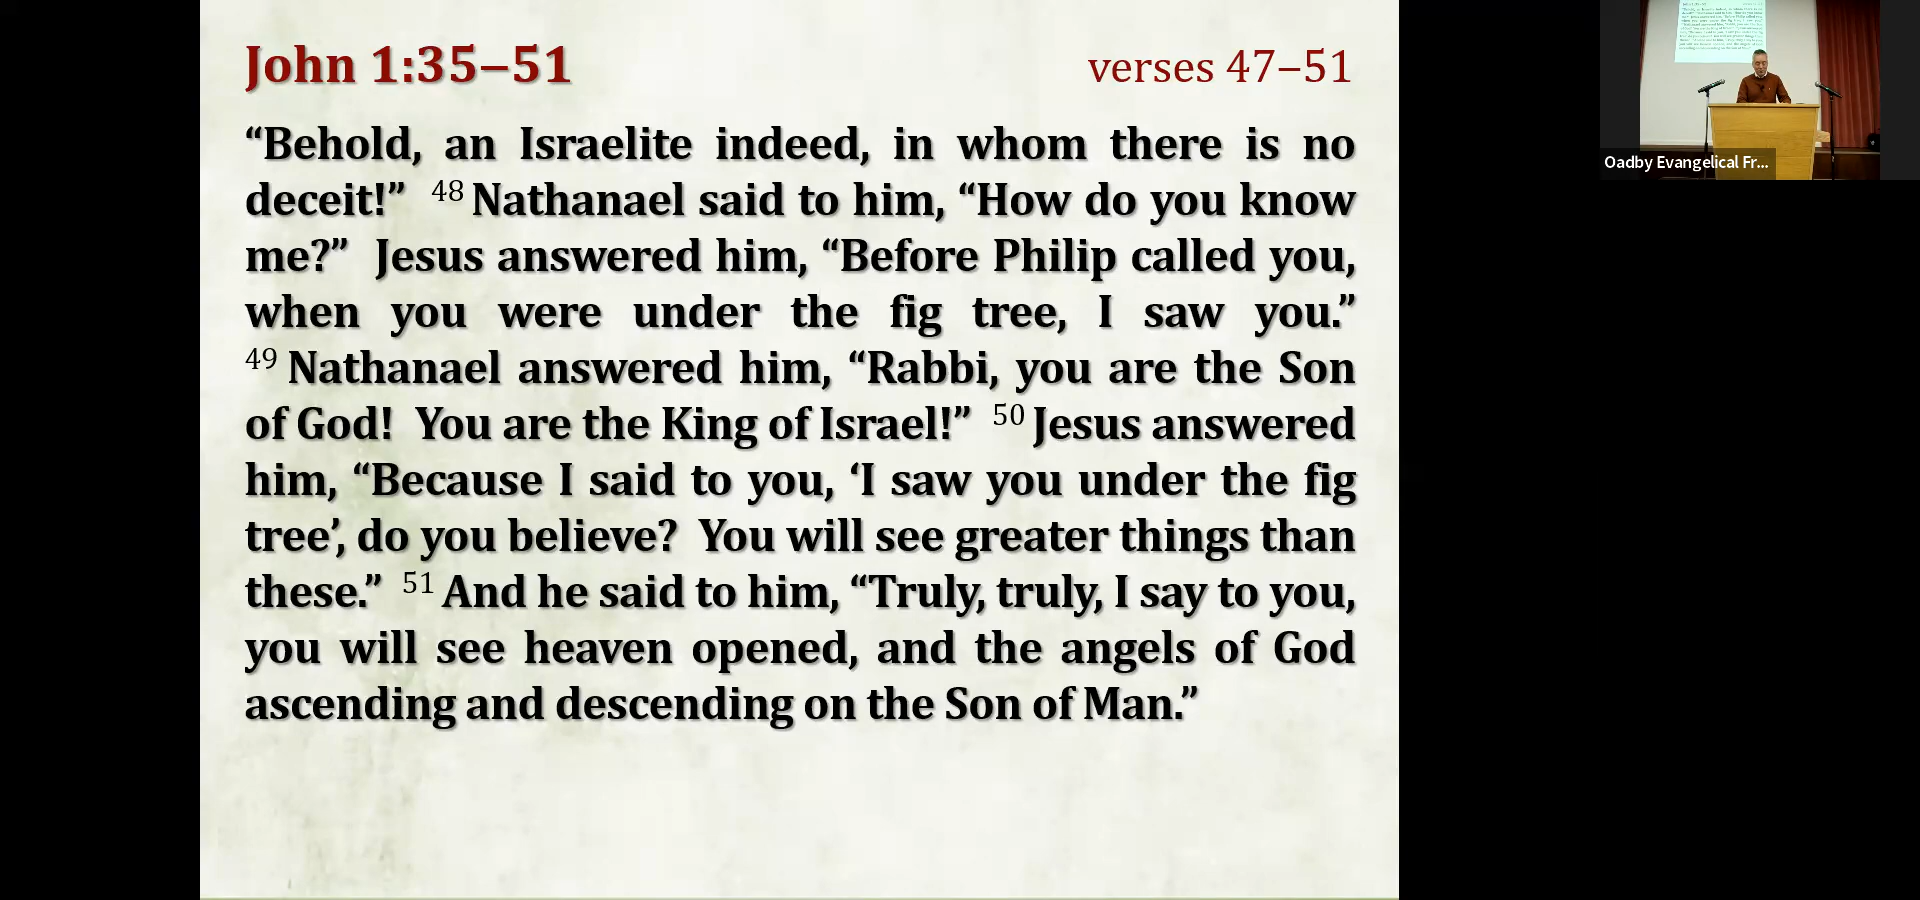 John 1:35–51
verses 47–51
“Behold, an Israelite indeed, in whom there is no
deceit!” 48 Nathanael said to him, “How do you know
me?” Jesus answered him, “Before Philip called you,
when you were under the fig tree, I saw you.”
49 Nathanael answered him, “Rabbi, you are the Son
of God! You are the King of Israel!” 50 Jesus answered
him, “Because I said to you, ‘I saw you under the fig
tree’, do you believe? You will see greater things than
these.” 51 And he said to him, “Truly, truly, I say to you,
you will see heaven opened, and the angels of God
ascending and descending on the Son of Man.”
Oadby Evangelical Fr...